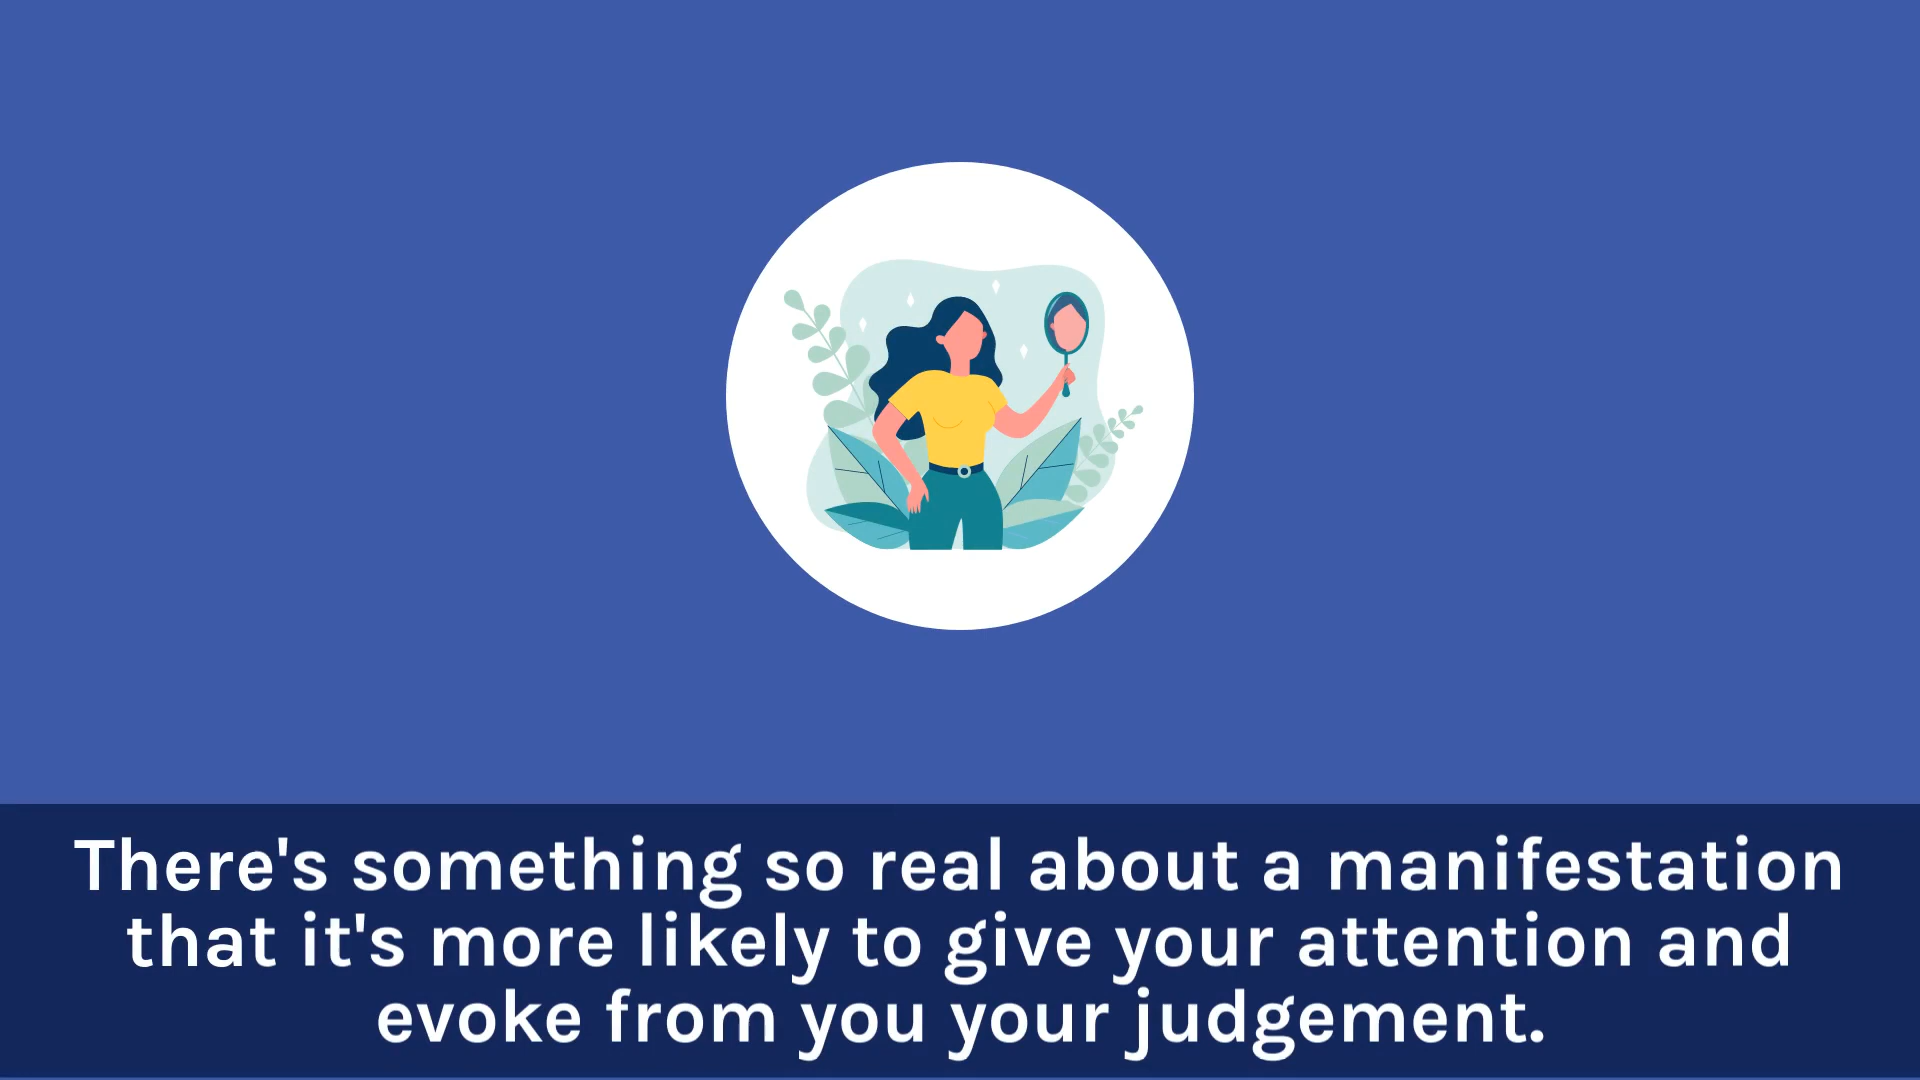 There's something so real about a manifestation
that it's more likely to give your attention and
evoke from you your judgement.